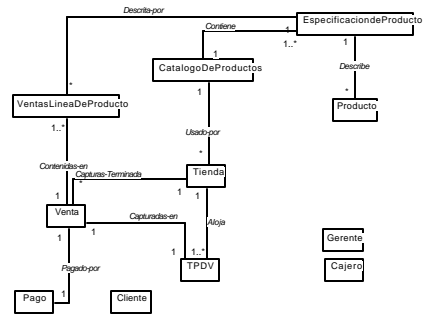 Descrita-por
EspecificaciondeProducto
1
Contiene
1..*
1
1
CatalogoDeProductos
Describe
1
*
*
VentasLineaDeProducto
Producto
1..*
Usado-por
*
Contenidas-en
Capturas-Terminada
Tienda
*
1
1
1
Venta
Capturadas-en
Aloja
1
1
Gerente
1
1..*
Pagado-por
TPDV
Cajero
1
Pago
Cliente